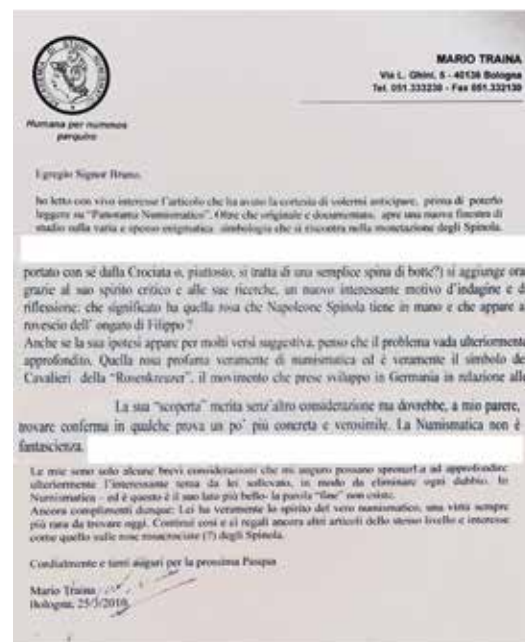 ACCADEMIA DI STUDI NUMISMATICI
Humana per nummos
perquiro
MARIO TRAINA
Via L. Ghini, 5 - 40136 Bologna
Tel. 051.333238 - Fax 051.332130
Egregio Signor Bruno,
ho letto con vivo interesse l'articolo che ha avuto la cortesia di volermi anticipare, prima di poterlo
leggere su "Panorama Numismatico". Oltre che originale e documentato, apre una nuova finestra di
studio sulla varia e spesso enigmatica simbologia che si riscontra nella monetazione degli Spinola.
portato con sé dalla Crociata o, piuttosto, si tratta di una semplice spina di botte?) si aggiunge ora
grazie al suo spirito critico e alle sue ricerche, un nuovo interessante motivo d'indagine e di
riflessione: che significato ha quella rosa che Napoleone Spinola tiene in mano e che appare a
rovescio dell' ongaro di Filippo ?
Anche se la sua ipotesi appare per molti versi suggestiva, penso che il problema vada ulteriormente
approfondito. Quella rosa profuma veramente di numismatica ed è veramente il simbolo de
Cavalieri della "Rosenkreuzer", il movimento che prese sviluppo in Germania in relazione alle
La sua "scoperta" merita senz'altro considerazione ma dovrebbe, a mio parere,
trovare conferma in qualche prova un po' più concreta e verosimile. La Numismatica non è
fantascienza.
Le mie sono solo alcune brevi considerazioni che mi auguro possano spronarLa ad approfondire
ulteriormente l'interessante tema da lei sollevato, in modo da eliminare ogni dubbio. In
Numismatica - ed è questo è il suo lato più bello- la parola "fine" non esiste.
Ancora complimenti dunque: Lei ha veramente lo spirito del vero numismatico, una virtù sempre
più rara da trovare oggi. Continui così e ci regali ancora altri articoli dello stesso livello e interesse
come quello sulle rose rosacrociate (?) degli Spinola.
Cordialmente e tanti auguri per la prossima Pasqua
Mario Traina
Bologna, 25/3/2010